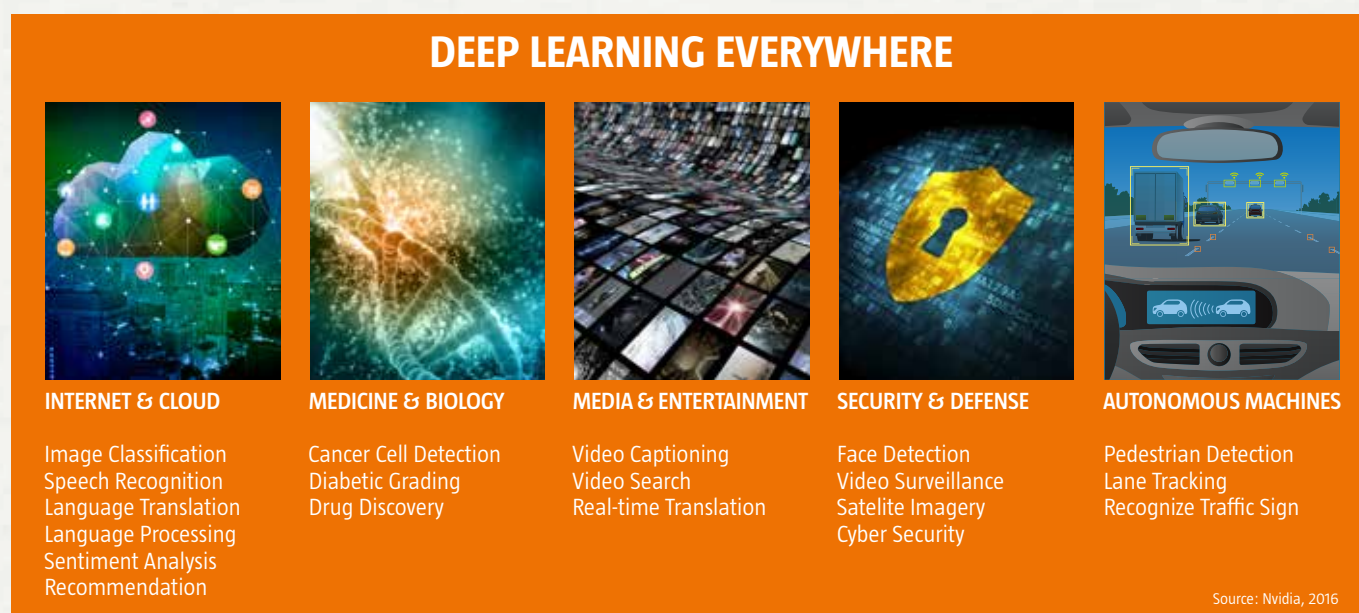 DEEP LEARNING EVERYWHERE
INTERNET & CLOUD
Image Classification
Speech Recognition
Language Translation
Language Processing
Sentiment Analysis
Recommendation
MEDICINE & BIOLOGY
Cancer Cell Detection
Diabetic Grading
Drug Discovery
MEDIA & ENTERTAINMENT
Video Captioning
Video Search
Real-time Translation
SECURITY & DEFENSE
Face Detection
Video Surveillance
Satelite Imagery
Cyber Security
AUTONOMOUS MACHINES
Pedestrian Detection
Lane Tracking
Recognize Traffic Sign
Source: Nvidia, 2016